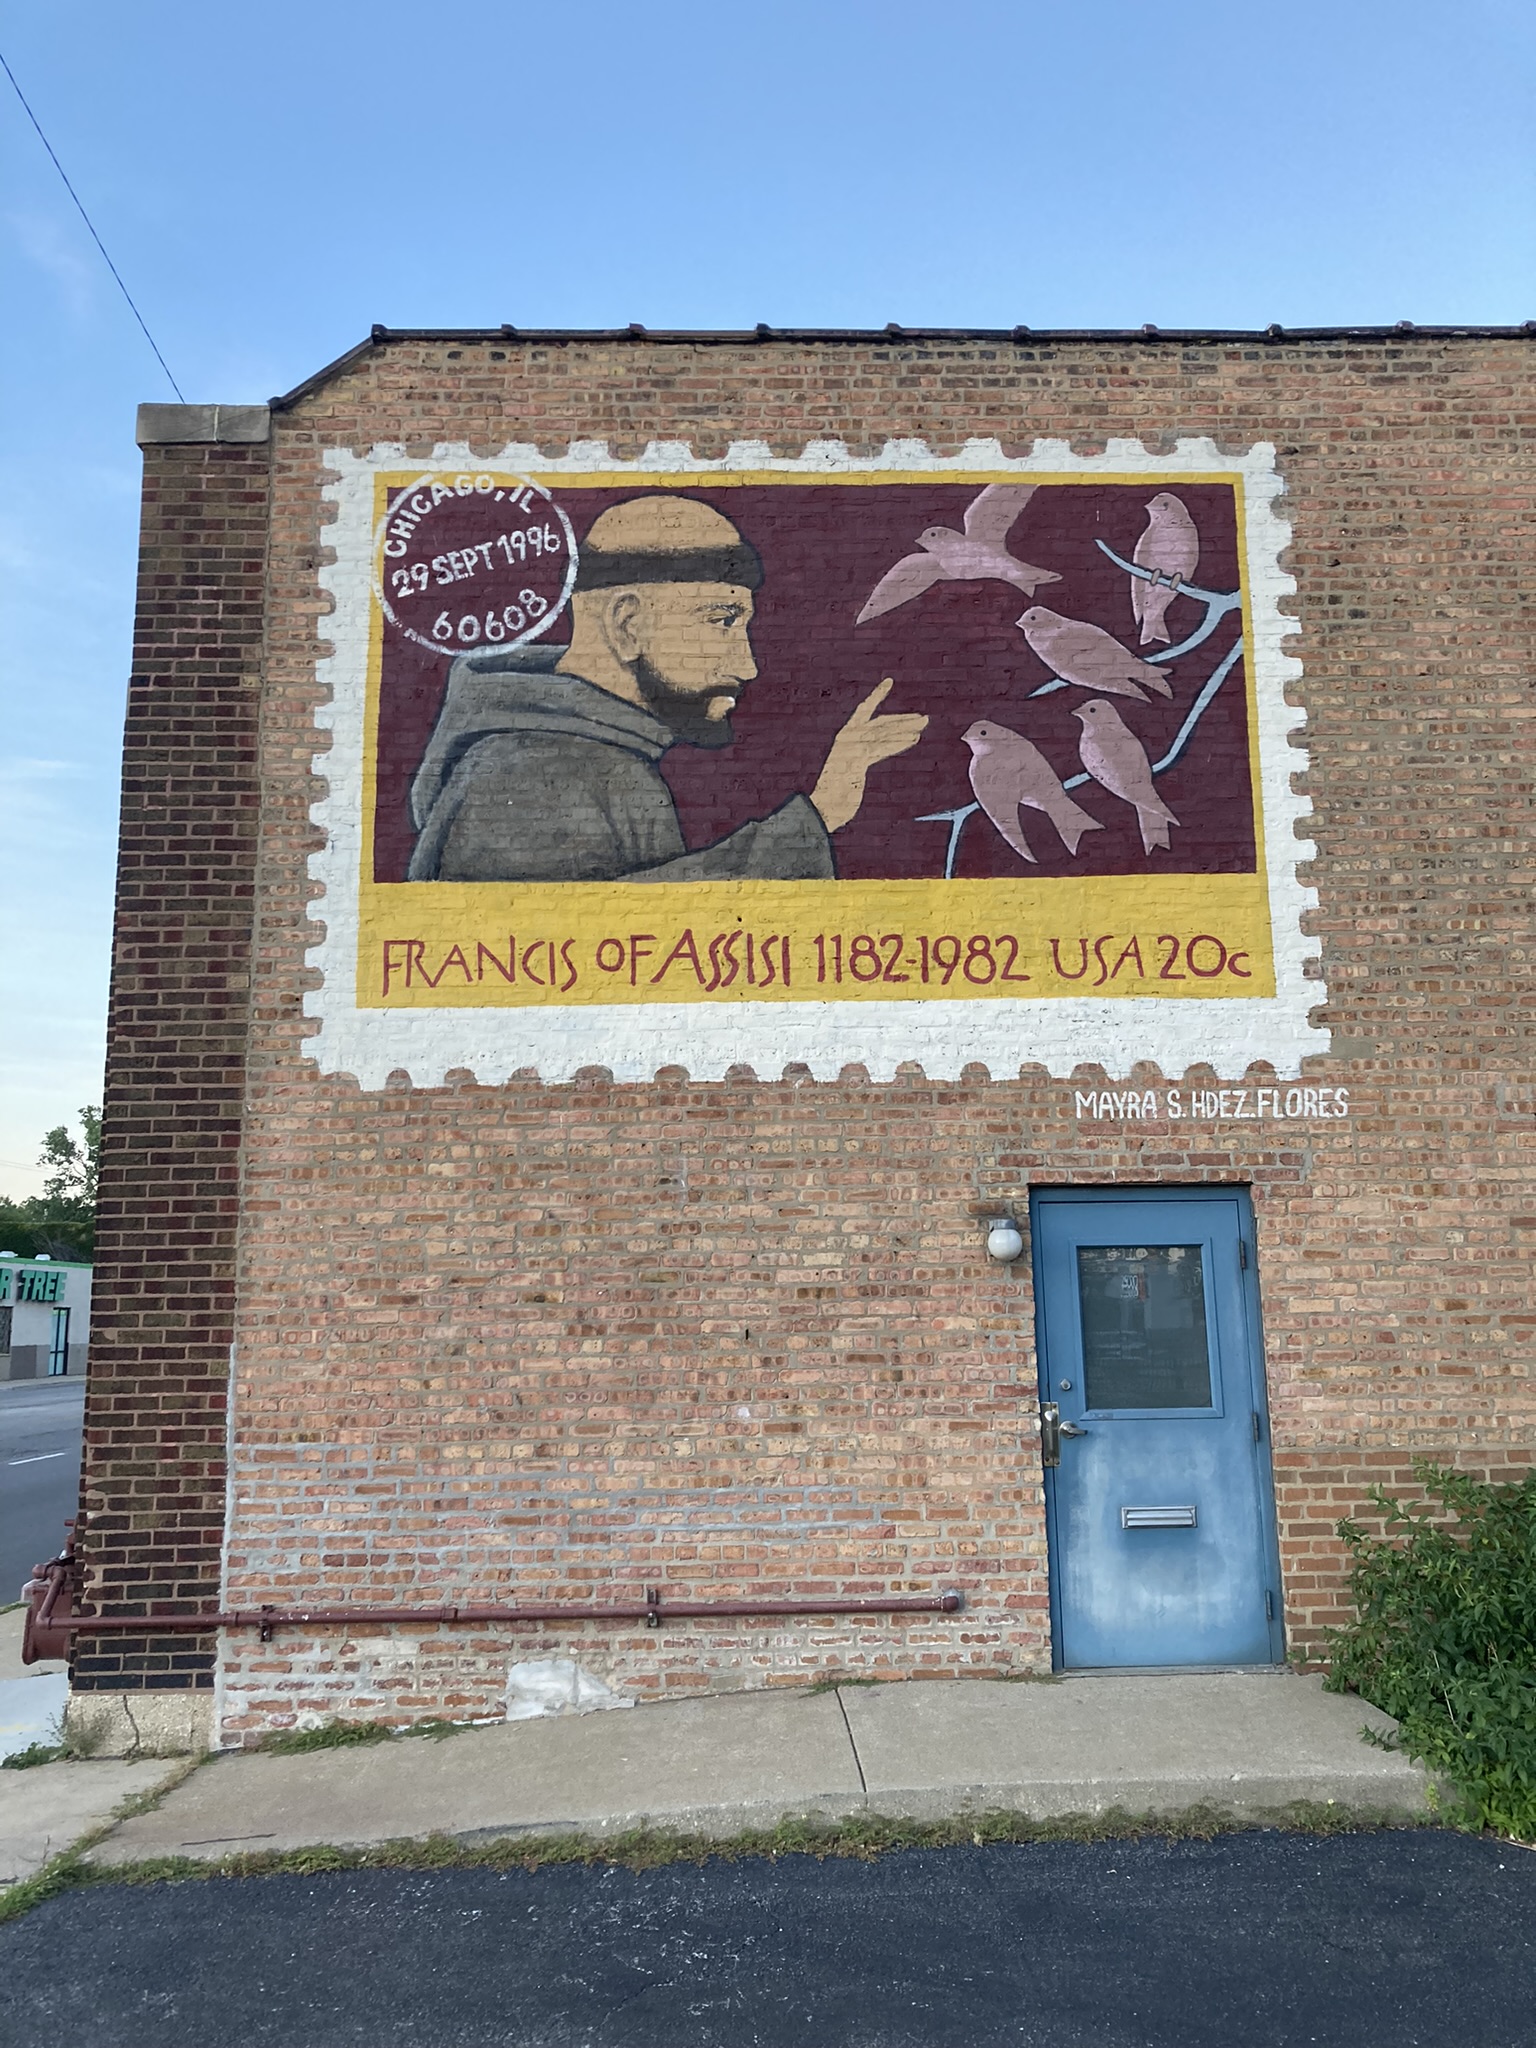 CHICAGO, IL
29 SEPT 1996
60608
FRANCIS OF ASSISI 1182-1982 USA 20c
MAYRA S. HDEZ. FLORES
R TREE